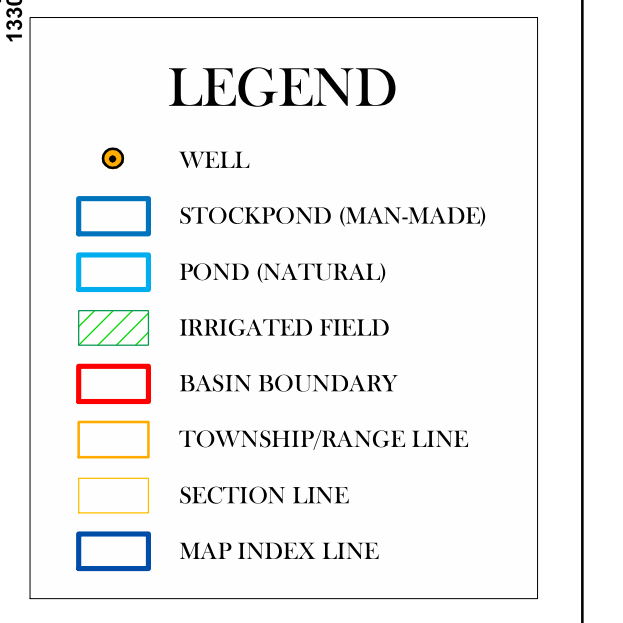 1330
LEGEND
WELL
STOCKPOND (MAN-MADE)
POND (NATURAL)
IRRIGATED FIELD
BASIN BOUNDARY
TOWNSHIP/RANGE LINE
SECTION LINE
MAP INDEX LINE